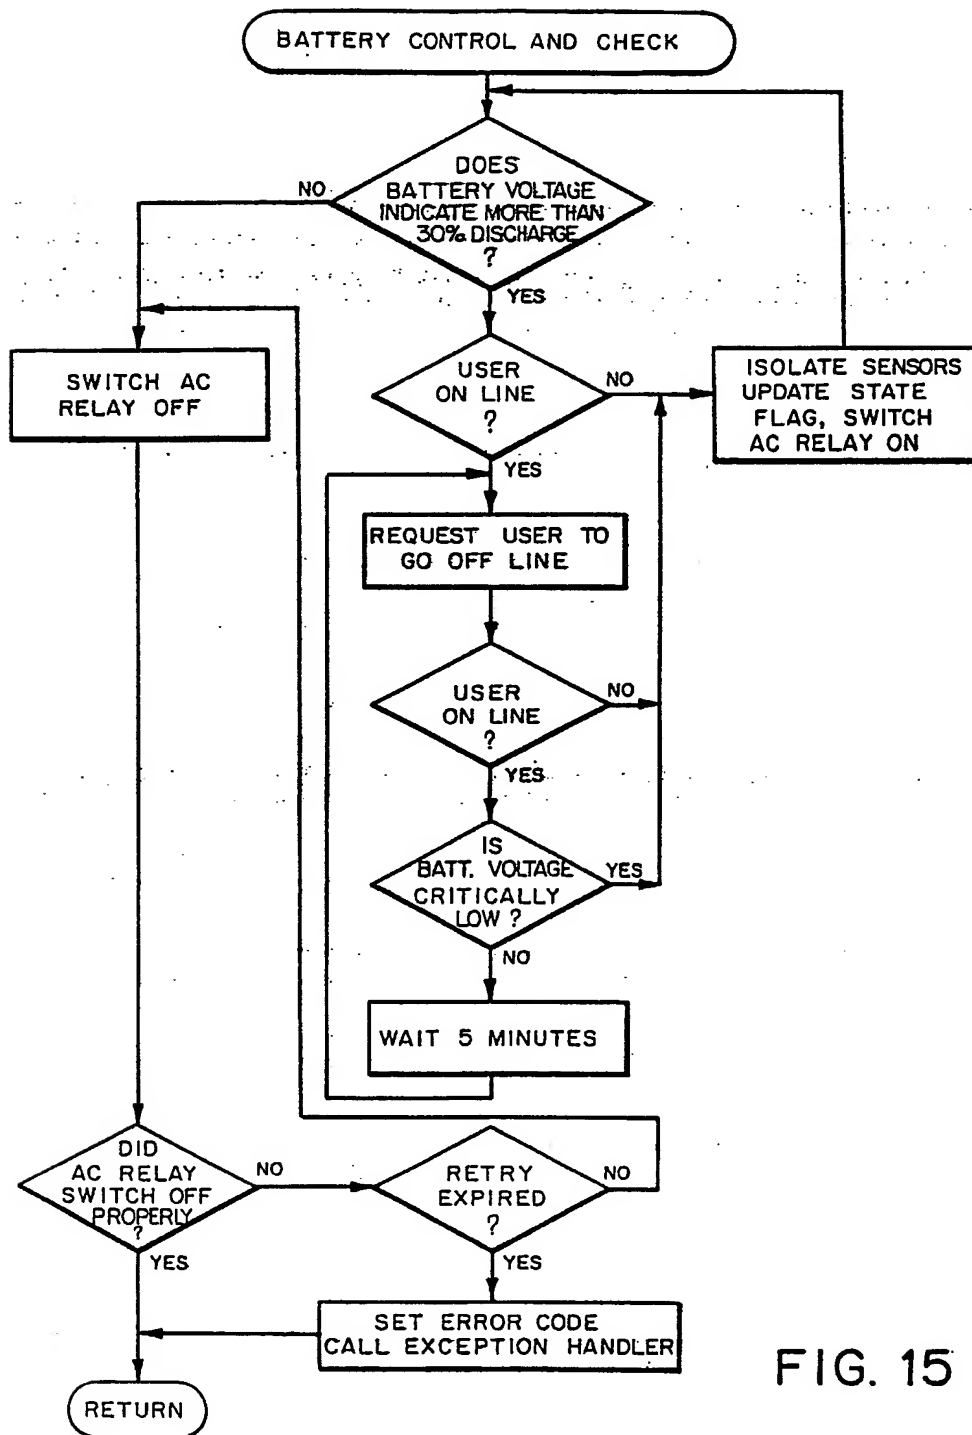 BATTERY CONTROL AND CHECK
DOES
BATTERY VOLTAGE
INDICATE MORE THAN
30% DISCHARGE
?
NO
YES
SWITCH AC
RELAY OFF
USER
ON LINE
?
NO
YES
ISOLATE SENSORS
UPDATE STATE
FLAG, SWITCH
AC RELAY ON
REQUEST USER TO
GO OFF LINE
USER
ON LINE
?
NO
YES
IS
BATT. VOLTAGE
CRITICALLY
LOW ?
YES
NO
WAIT 5 MINUTES
DID
AC RELAY
SWITCH OFF
PROPERLY
?
NO
YES
RETRY
EXPIRED
?
NO
YES
SET ERROR CODE
CALL EXCEPTION HANDLER
RETURN
FIG. 15